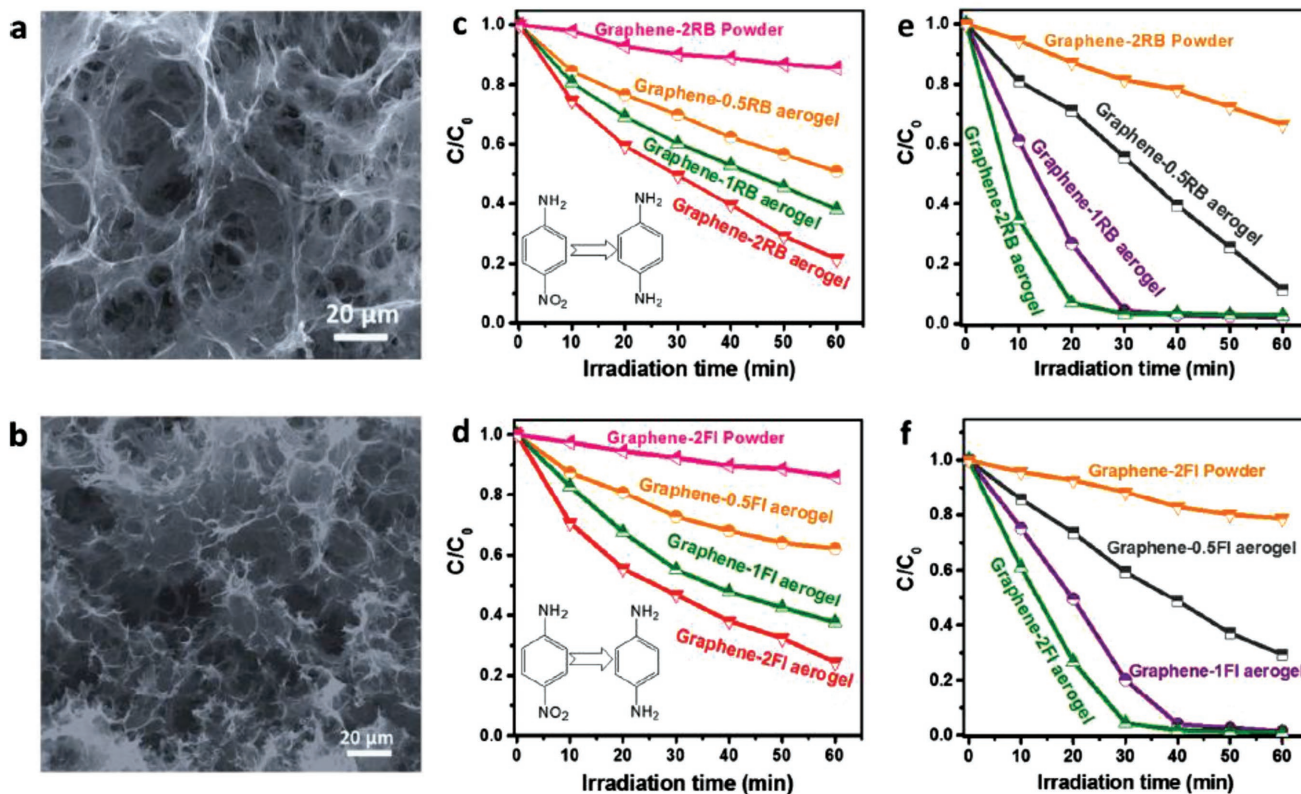 a
20 µm
b
20 µm
c
C/C0
1.0
0.8
0.6
0.4
0.2
0.0
Graphene-2RB Powder
Graphene-0.5RB aerogel
Graphene-1RB aerogel
Graphene-2RB aerogel
NH2
NO2
NH2
NH2
0 10 20 30 40 50 60
Irradiation time (min)
d
C/C0
1.0
0.8
0.6
0.4
0.2
0.0
Graphene-2FI Powder
Graphene-0.5FI aerogel
Graphene-1FI aerogel
Graphene-2FI aerogel
NH2
NO2
NH2
NH2
0 10 20 30 40 50 60
Irradiation time (min)
e
C/C0
1.0
0.8
0.6
0.4
0.2
0.0
Graphene-2RB Powder
Graphene-0.5RB aerogel
Graphene-1RB aerogel
Graphene-2RB aerogel
0 10 20 30 40 50 60
Irradiation time (min)
f
C/C0
1.0
0.8
0.6
0.4
0.2
0.0
Graphene-2FI Powder
Graphene-0.5FI aerogel
Graphene-1FI aerogel
Graphene-2FI aerogel
0 10 20 30 40 50 60
Irradiation time (min)